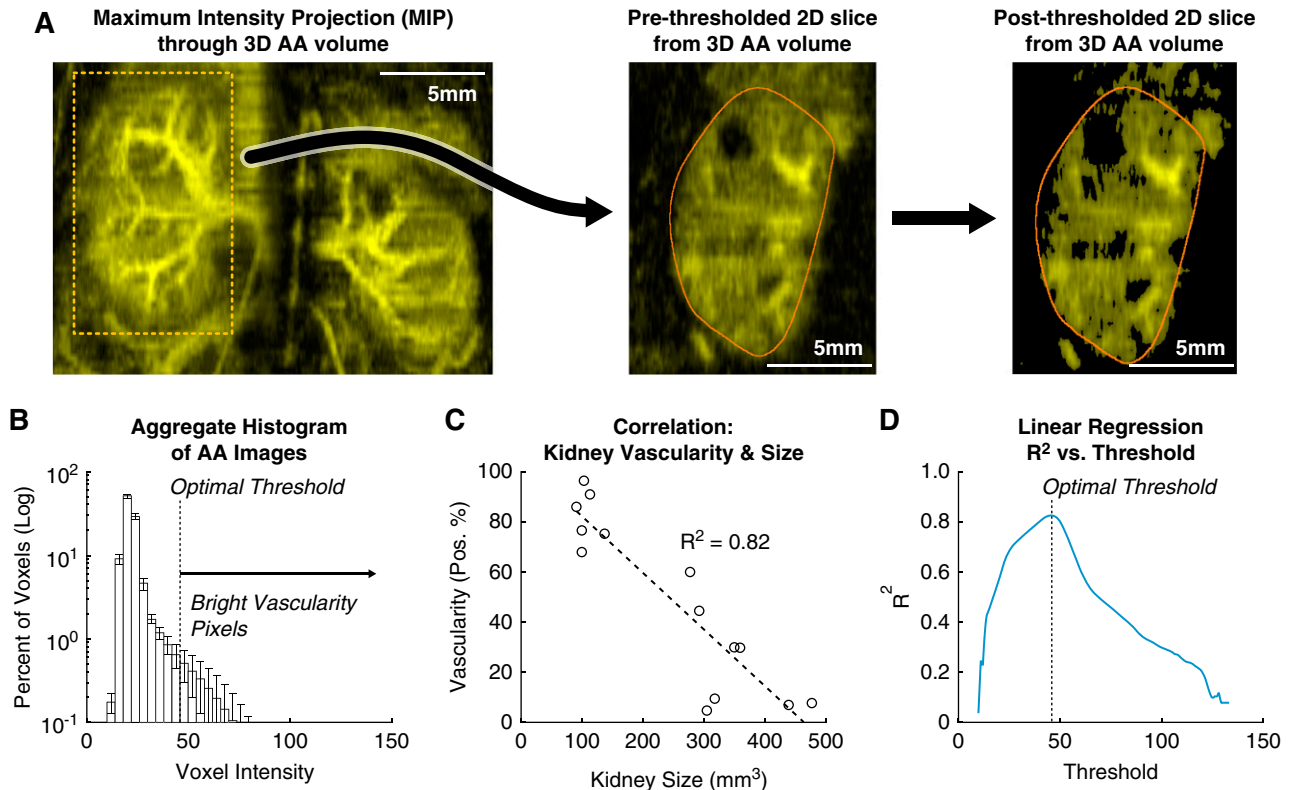 A
Maximum Intensity Projection (MIP)
through 3D AA volume
Pre-thresholded 2D slice
from 3D AA volume
Post-thresholded 2D slice
from 3D AA volume
5mm
5mm
5mm
B
Aggregate Histogram
of AA Images
Percent of Voxels (Log)
10²
10¹
10⁰
10⁻¹
Optimal Threshold
Bright Vascularity
Pixels
0
50
100
150
Voxel Intensity
C
Correlation:
Kidney Vascularity & Size
Vascularity (Pos. %)
100
80
60
40
20
0
R² = 0.82
0
100
200
300
400
500
Kidney Size (mm³)
D
Linear Regression
R² vs. Threshold
R²
1.0
0.8
0.6
0.4
0.2
0
Optimal Threshold
0
50
100
150
Threshold